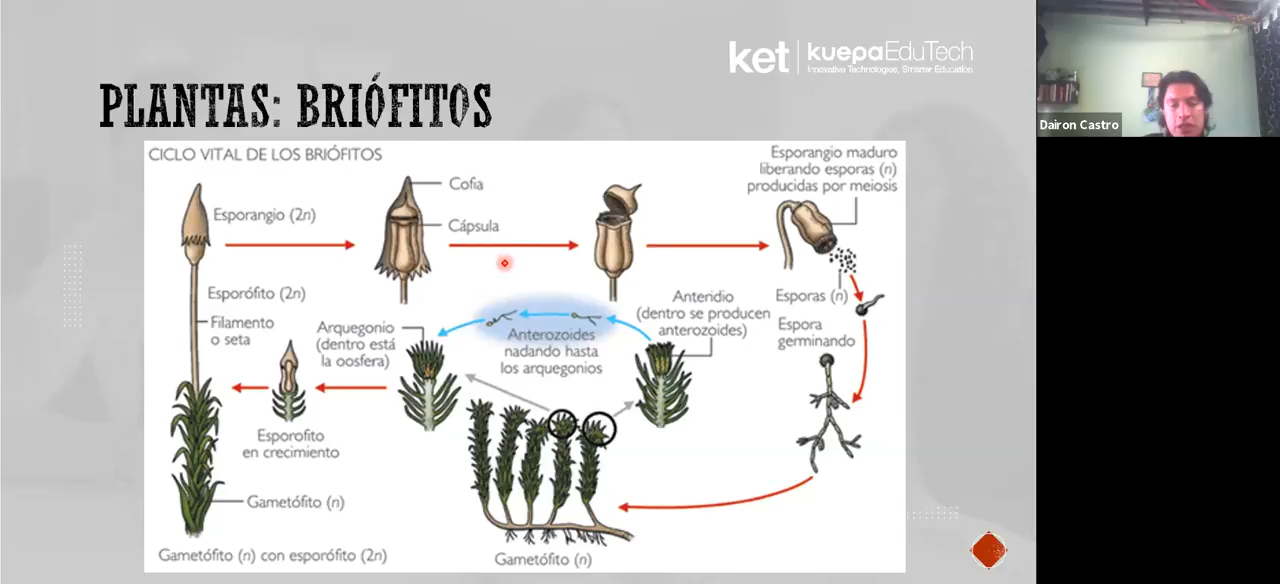 ket kuepaEduTech
Innovative Technologies, Smarter Education
PLANTAS: BRIÓFITOS
Dairon Castro
CICLO VITAL DE LOS BRIÓFITOS
Esporangio (2n)
Cofia
Cápsula
Esporangio maduro
liberando esporas (n)
producidas por meiosis
Esporófito (2n)
Filamento
o seta
Arquegonio
(dentro está
la oosfera)
Anterozoides
nadando hasta
los arquegonios
Anteridio
(dentro se producen
anterozoides)
Esporas (n)
Espora
germinando
Esporofito
en crecimiento
Gametófito (n)
Gametófito (n) con esporófito (2n)
Gametófito (n)